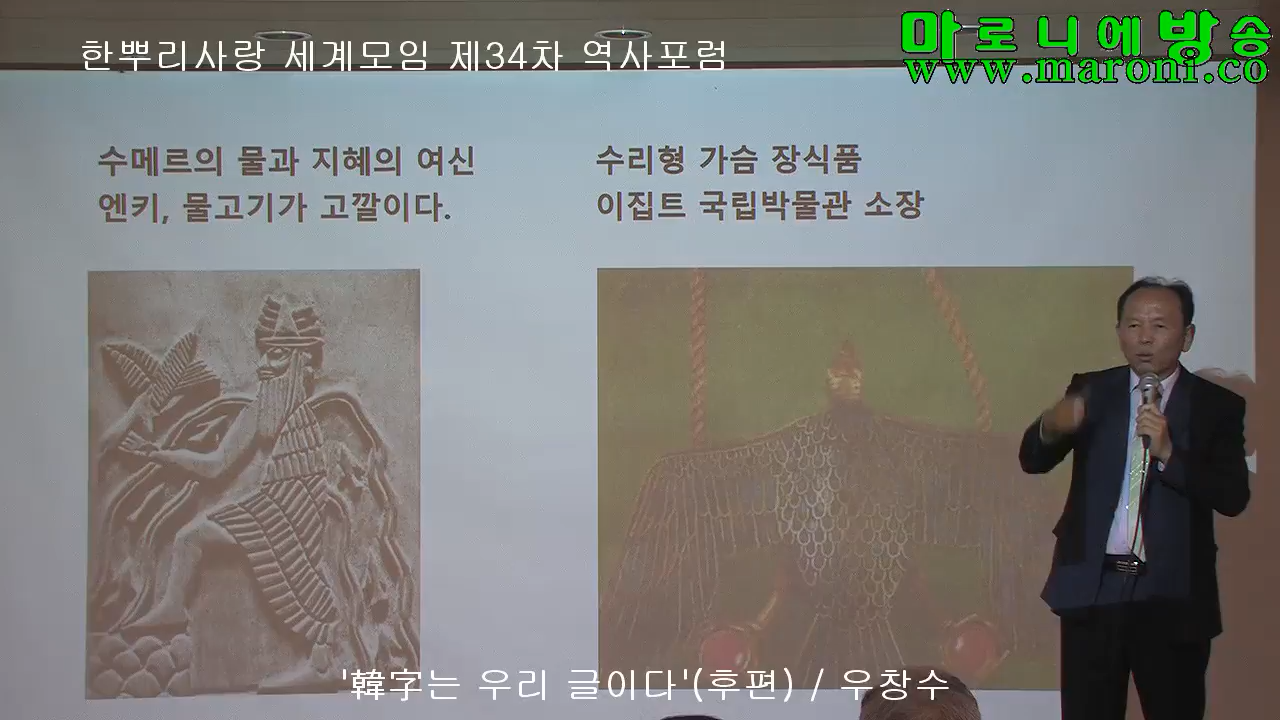 한뿌리사랑 세계모임 제34차 역사포럼
마로니에방송
www.maroni.co
수메르의 물과 지혜의 여신
엔키, 물고기가 고깔이다.
수리형 가슴 장식품
이집트 국립박물관 소장
'韓字는 우리 글이다'(후편) / 우창수